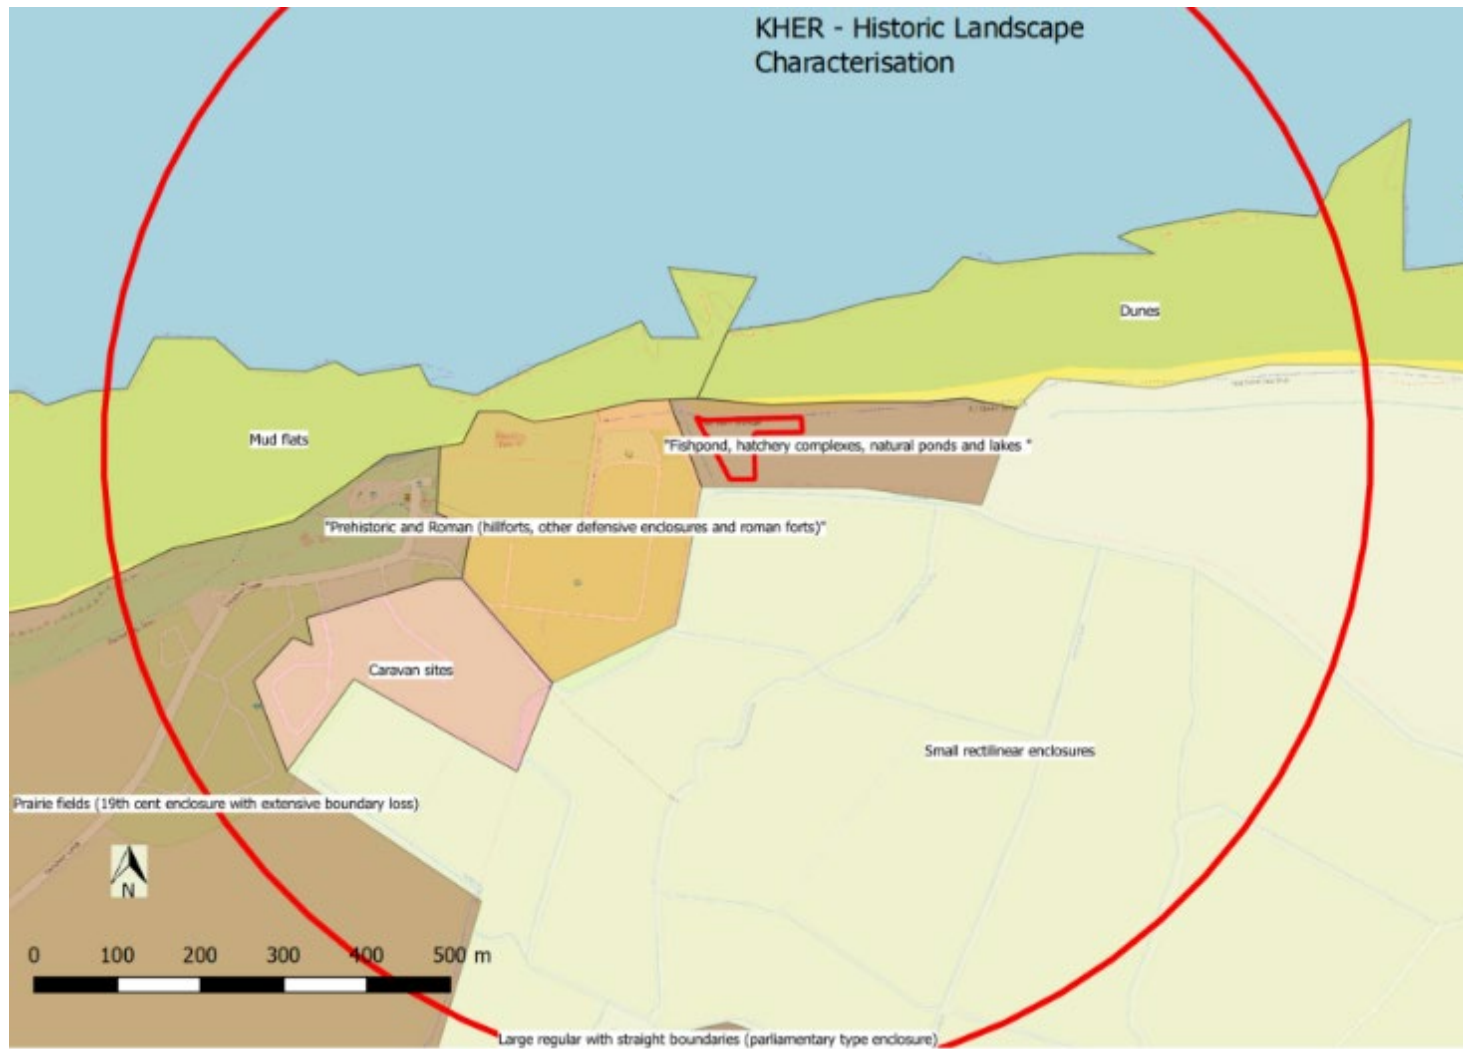 KHER - Historic Landscape
Characterisation
Dunes
Mud flats
"Fishpond, hatchery complexes, natural ponds and lakes "
"Prehistoric and Roman (hillforts, other defensive enclosures and roman forts)"
Caravan sites
Small rectilinear enclosures
Prairie fields (19th cent enclosure with extensive boundary loss)
N
0 100 200 300 400 500 m
Large regular with straight boundaries (parliamentary type enclosure)